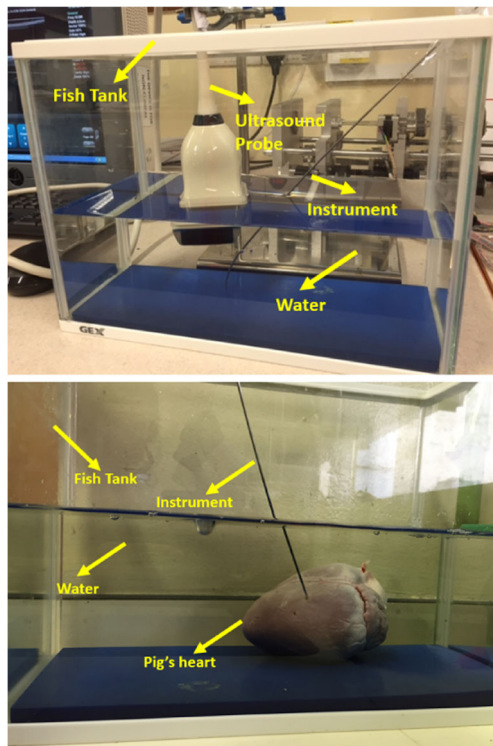 Fish Tank
Ultrasound
Probe
Instrument
Water
GEX
Fish Tank
Instrument
Water
Pig's heart